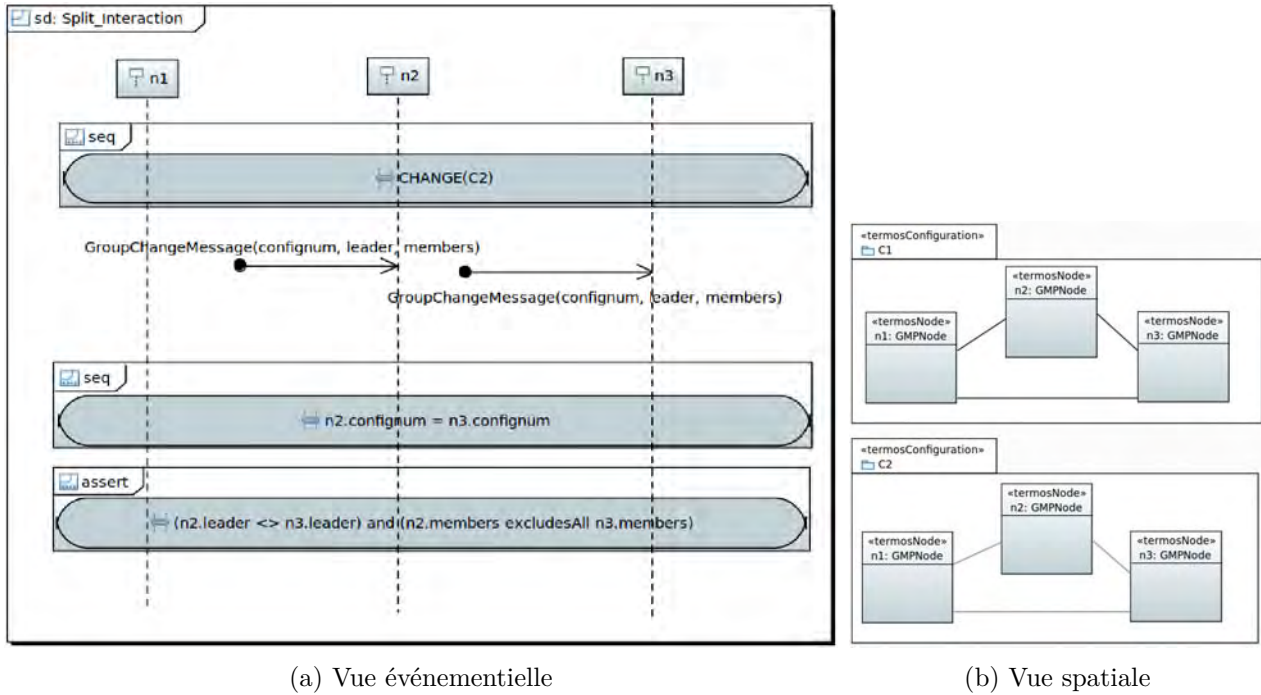 sd: Split_Interaction
n1
n2
n3
seq
CHANGE(C2)
GroupChangeMessage(confignum, leader, members)
GroupChangeMessage(confignum, leader, members)
seq
n2.confignum = n3.confignum
assert
(n2.leader <> n3.leader) and (n2.members excludesAll n3.members)
(a) Vue événementielle
«termosConfiguration»
C1
«termosNode»
n2: GMPNode
«termosNode»
n1: GMPNode
«termosNode»
n3: GMPNode
«termosConfiguration»
C2
«termosNode»
n2: GMPNode
«termosNode»
n1: GMPNode
«termosNode»
n3: GMPNode
(b) Vue spatiale